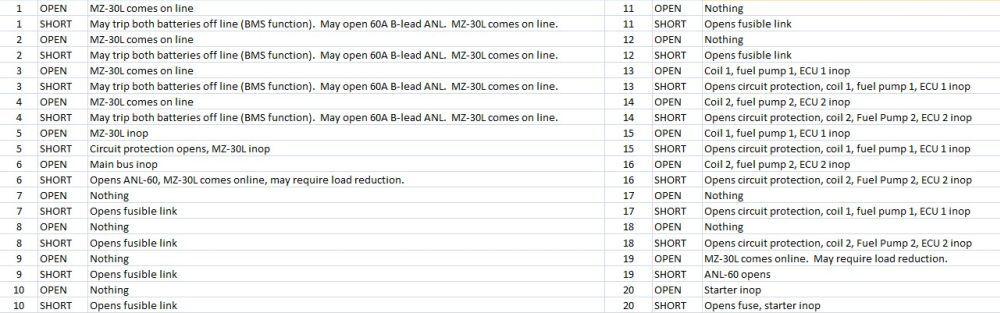 1 OPEN MZ-30L comes on line
1 SHORT May trip both batteries off line (BMS function). May open 60A B-lead ANL. MZ-30L comes on line.
2 OPEN MZ-30L comes on line
2 SHORT May trip both batteries off line (BMS function). May open 60A B-lead ANL. MZ-30L comes on line.
3 OPEN MZ-30L comes on line
3 SHORT May trip both batteries off line (BMS function). May open 60A B-lead ANL. MZ-30L comes on line.
4 OPEN MZ-30L comes on line
4 SHORT May trip both batteries off line (BMS function). May open 60A B-lead ANL. MZ-30L comes on line.
5 OPEN MZ-30L inop
5 SHORT Circuit protection opens, MZ-30L inop
6 OPEN Main bus inop
6 SHORT Opens ANL-60, MZ-30L comes online, may require load reduction.
7 OPEN Nothing
7 SHORT Opens fusible link
8 OPEN Nothing
8 SHORT Opens fusible link
9 OPEN Nothing
9 SHORT Opens fusible link
10 OPEN Nothing
10 SHORT Opens fusible link
11 OPEN Nothing
11 SHORT Opens fusible link
12 OPEN Nothing
12 SHORT Opens fusible link
13 OPEN Coil 1, fuel pump 1, ECU 1 inop
13 SHORT Opens circuit protection, coil 1, fuel pump 1, ECU 1 inop
14 OPEN Coil 2, fuel pump 2, ECU 2 inop
14 SHORT Opens circuit protection, coil 2, Fuel Pump 2, ECU 2 inop
15 OPEN Coil 1, fuel pump 1, ECU 1 inop
15 SHORT Opens circuit protection, coil 1, fuel pump 1, ECU 1 inop
16 OPEN Coil 2, fuel pump 2, ECU 2 inop
16 SHORT Opens circuit protection, coil 2, Fuel Pump 2, ECU 2 inop
17 OPEN Nothing
17 SHORT Opens circuit protection, coil 1, fuel pump 1, ECU 1 inop
18 OPEN Nothing
18 SHORT Opens circuit protection, coil 2, Fuel Pump 2, ECU 2 inop
19 OPEN MZ-30L comes online. May require load reduction.
19 SHORT ANL-60 opens
20 OPEN Starter inop
20 SHORT Opens fuse, starter inop